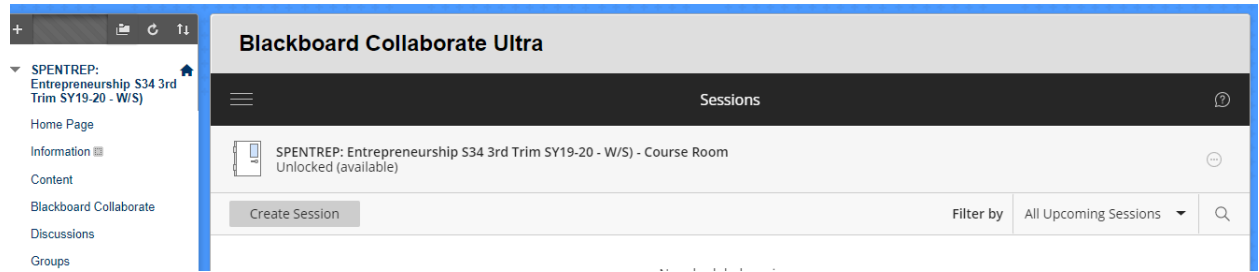 SPENTREP:
Entrepreneurship S34 3rd
Trim SY19-20 - W/S)
Home Page
Information
Content
Blackboard Collaborate
Discussions
Groups
Blackboard Collaborate Ultra
Sessions
SPENTREP: Entrepreneurship S34 3rd Trim SY19-20 - W/S) - Course Room
Unlocked (available)
Create Session
Filter by All Upcoming Sessions